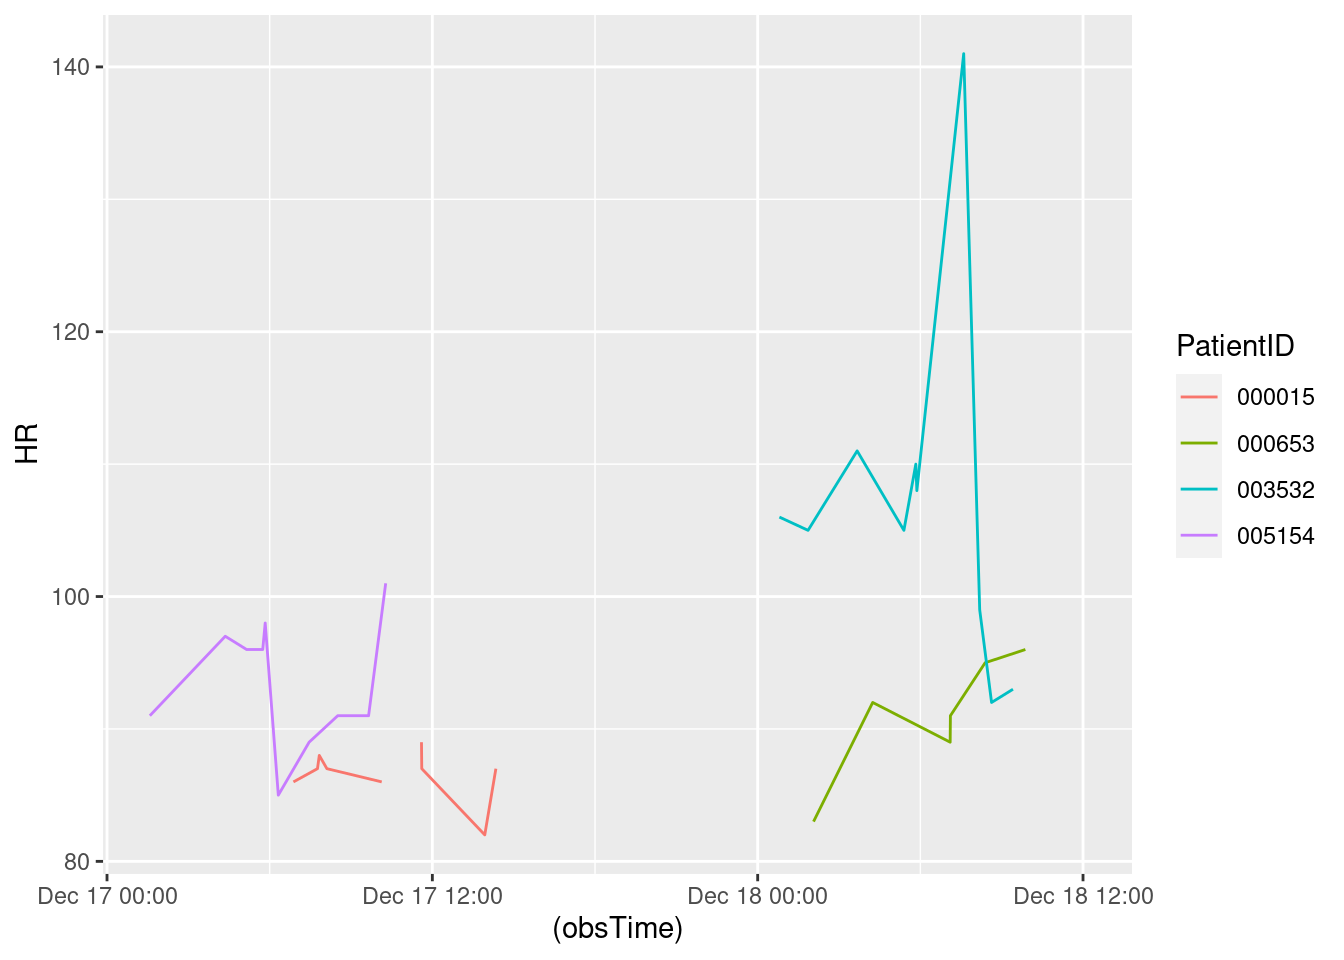 140
120
100
80
HR
Dec 17 00:00
Dec 17 12:00
Dec 18 00:00
Dec 18 12:00
(obsTime)
PatientID
000015
000653
003532
005154